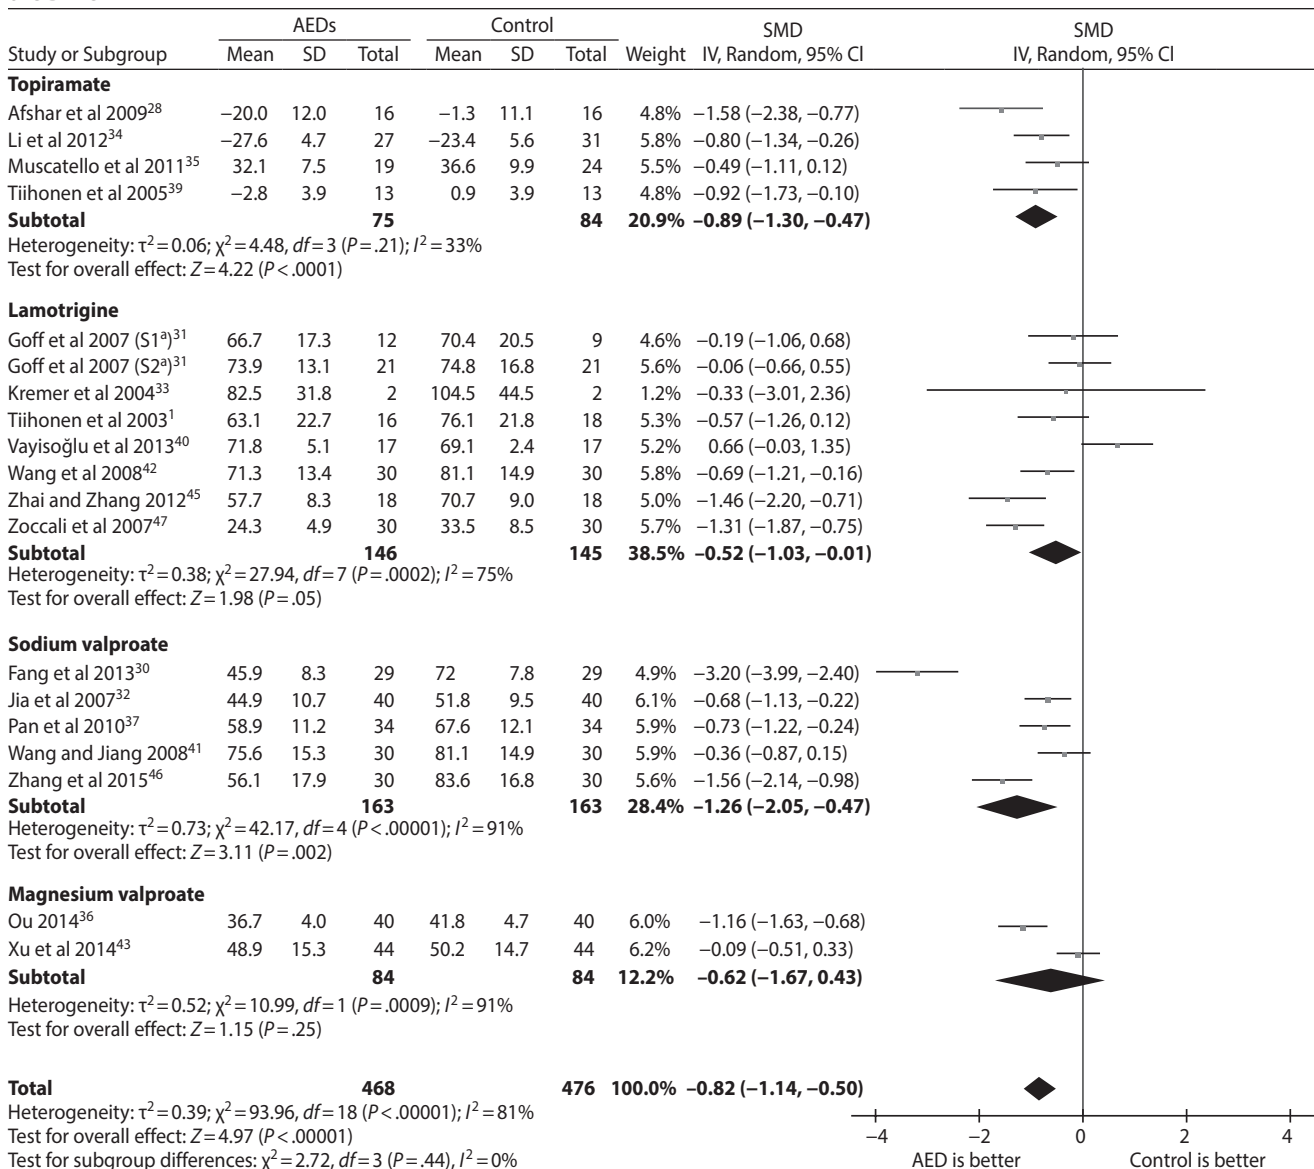 AEDs Control SMD SMD
Study or Subgroup Mean SD Total Mean SD Total Weight IV, Random, 95% CI IV, Random, 95% CI
Topiramate
Afshar et al 2009²⁸ −20.0 12.0 16 −1.3 11.1 16 4.8% −1.58 (−2.38, −0.77)
Li et al 2012³⁴ −27.6 4.7 27 −23.4 5.6 31 5.8% −0.80 (−1.34, −0.26)
Muscatello et al 2011³⁵ 32.1 7.5 19 36.6 9.9 24 5.5% −0.49 (−1.11, 0.12)
Tiihonen et al 2005³⁹ −2.8 3.9 13 0.9 3.9 13 4.8% −0.92 (−1.73, −0.10)
Subtotal 75 84 20.9% −0.89 (−1.30, −0.47)
Heterogeneity: τ² = 0.06; χ² = 4.48, df = 3 (P = .21); I² = 33%
Test for overall effect: Z = 4.22 (P < .0001)
Lamotrigine
Goff et al 2007 (S1ᵃ)³¹ 66.7 17.3 12 70.4 20.5 9 4.6% −0.19 (−1.06, 0.68)
Goff et al 2007 (S2ᵃ)³¹ 73.9 13.1 21 74.8 16.8 21 5.6% −0.06 (−0.66, 0.55)
Kremer et al 2004³³ 82.5 31.8 2 104.5 44.5 2 1.2% −0.33 (−3.01, 2.36)
Tiihonen et al 2003¹ 63.1 22.7 16 76.1 21.8 18 5.3% −0.57 (−1.26, 0.12)
Vayisoğlu et al 2013⁴⁰ 71.8 5.1 17 69.1 2.4 17 5.2% 0.66 (−0.03, 1.35)
Wang et al 2008⁴² 71.3 13.4 30 81.1 14.9 30 5.8% −0.69 (−1.21, −0.16)
Zhai and Zhang 2012⁴⁵ 57.7 8.3 18 70.7 9.0 18 5.0% −1.46 (−2.20, −0.71)
Zoccali et al 2007⁴⁷ 24.3 4.9 30 33.5 8.5 30 5.7% −1.31 (−1.87, −0.75)
Subtotal 146 145 38.5% −0.52 (−1.03, −0.01)
Heterogeneity: τ² = 0.38; χ² = 27.94, df = 7 (P = .0002); I² = 75%
Test for overall effect: Z = 1.98 (P = .05)
Sodium valproate
Fang et al 2013³⁰ 45.9 8.3 29 72 7.8 29 4.9% −3.20 (−3.99, −2.40)
Jia et al 2007³² 44.9 10.7 40 51.8 9.5 40 6.1% −0.68 (−1.13, −0.22)
Pan et al 2010³⁷ 58.9 11.2 34 67.6 12.1 34 5.9% −0.73 (−1.22, −0.24)
Wang and Jiang 2008⁴¹ 75.6 15.3 30 81.1 14.9 30 5.9% −0.36 (−0.87, 0.15)
Zhang et al 2015⁴⁶ 56.1 17.9 30 83.6 16.8 30 5.6% −1.56 (−2.14, −0.98)
Subtotal 163 163 28.4% −1.26 (−2.05, −0.47)
Heterogeneity: τ² = 0.73; χ² = 42.17, df = 4 (P < .00001); I² = 91%
Test for overall effect: Z = 3.11 (P = .002)
Magnesium valproate
Ou 2014³⁶ 36.7 4.0 40 41.8 4.7 40 6.0% −1.16 (−1.63, −0.68)
Xu et al 2014⁴³ 48.9 15.3 44 50.2 14.7 44 6.2% −0.09 (−0.51, 0.33)
Subtotal 84 84 12.2% −0.62 (−1.67, 0.43)
Heterogeneity: τ² = 0.52; χ² = 10.99, df = 1 (P = .0009); I² = 91%
Test for overall effect: Z = 1.15 (P = .25)
Total 468 476 100.0% −0.82 (−1.14, −0.50)
Heterogeneity: τ² = 0.39; χ² = 93.96, df = 18 (P < .00001); I² = 81%
Test for overall effect: Z = 4.97 (P < .00001)
Test for subgroup differences: χ² = 2.72, df = 3 (P = .44), I² = 0%
−4 −2 0 2 4
AED is better Control is better